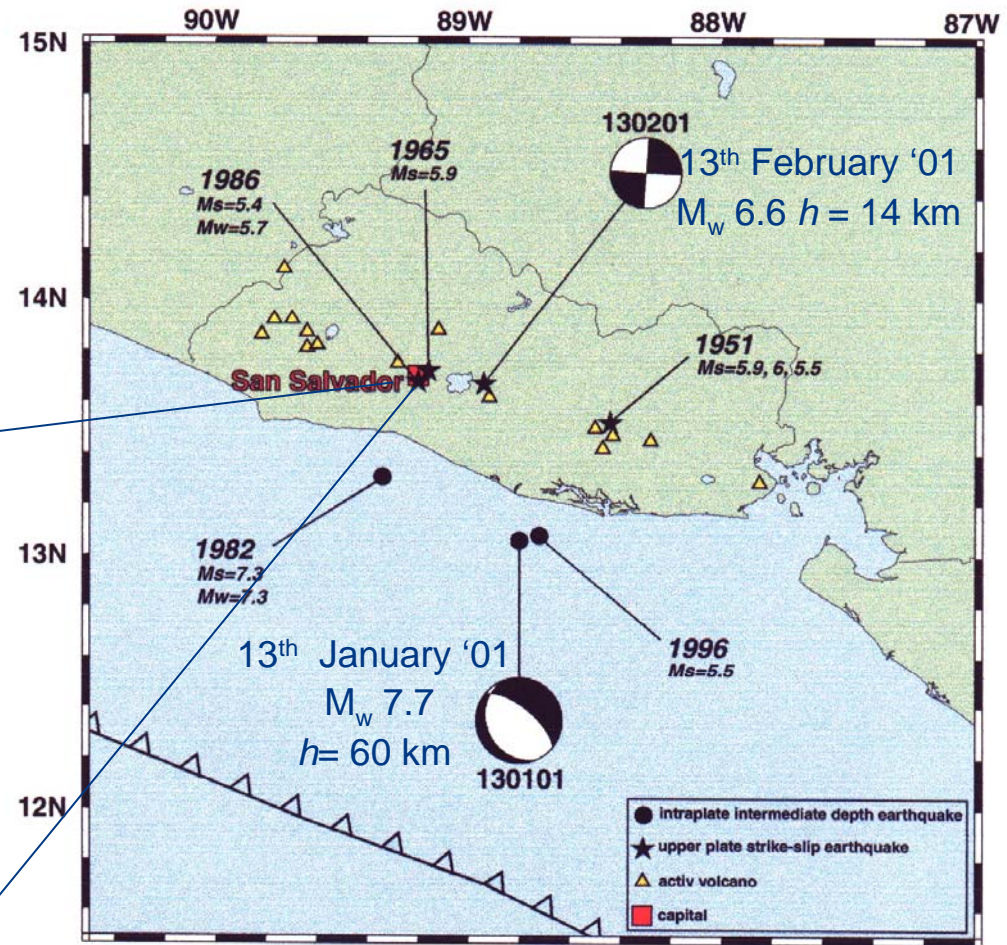 90W 89W 88W 87W
15N
130201
1965
Ms=5.9
13th February ‘01
Mw 6.6 h = 14 km
1986
Ms=5.4
Mw=5.7
14N
1951
Ms=5.9, 6, 5.5
San Salvador
13N
1982
Ms=7.3
Mw=7.3
13th January ‘01
Mw 7.7
h= 60 km
1996
Ms=5.5
130101
12N
intraplate intermediate depth earthquake
upper plate strike-slip earthquake
activ volcano
capital